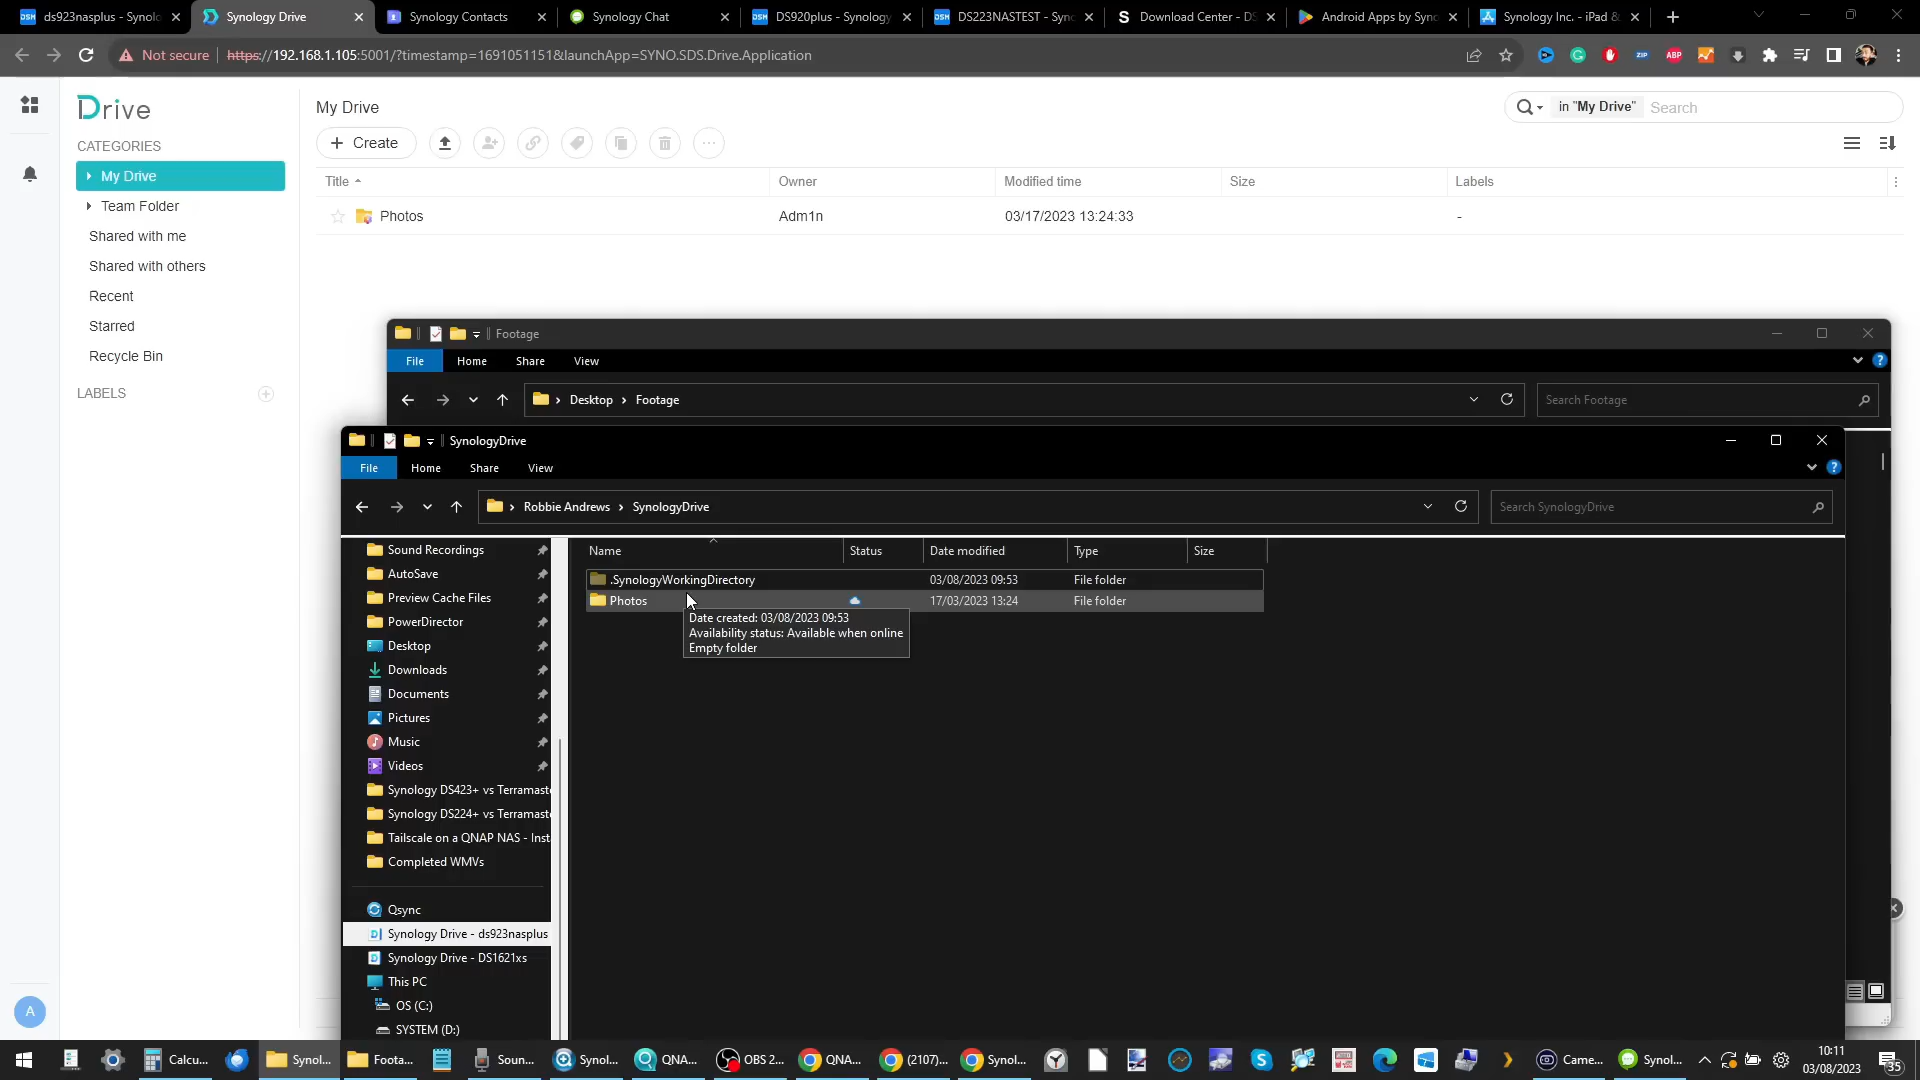 ds923nasplus - Synolo
Synology Drive
Synology Contacts
Synology Chat
DS920plus - Synology
DS223NASTEST - Syno
Download Center - DS
Android Apps by Syno
Synology Inc. - iPad &
Not secure
https://192.168.1.105:5001/?timestamp=1691051151&launchApp=SYNO.SDS.Drive.Application
Drive
CATEGORIES
My Drive
Team Folder
Shared with me
Shared with others
Recent
Starred
Recycle Bin
LABELS
A
My Drive
in "My Drive"
Search
+ Create
Title
Owner
Modified time
Size
Labels
Photos
Adm1n
03/17/2023 13:24:33
-
Footage
File
Home
Share
View
Desktop
Footage
Search Footage
SynologyDrive
File
Home
Share
View
Robbie Andrews
SynologyDrive
Search SynologyDrive
Sound Recordings
AutoSave
Preview Cache Files
PowerDirector
Desktop
Downloads
Documents
Pictures
Music
Videos
Synology DS423+ vs Terramaste
Synology DS224+ vs Terramaste
Tailscale on a QNAP NAS - Inst
Completed WMVs
Qsync
Synology Drive - ds923nasplus
Synology Drive - DS1621xs
This PC
OS (C:)
SYSTEM (D:)
Name
Status
Date modified
Type
Size
.SynologyWorkingDirectory
03/08/2023 09:53
File folder
Photos
17/03/2023 13:24
File folder
Date created: 03/08/2023 09:53
Availability status: Available when online
Empty folder
Calcu...
Synol...
Foota...
Soun...
Synol...
QNA...
OBS 2...
QNA...
(2107)...
Synol...
Came...
Synol...
10:11
03/08/2023
35